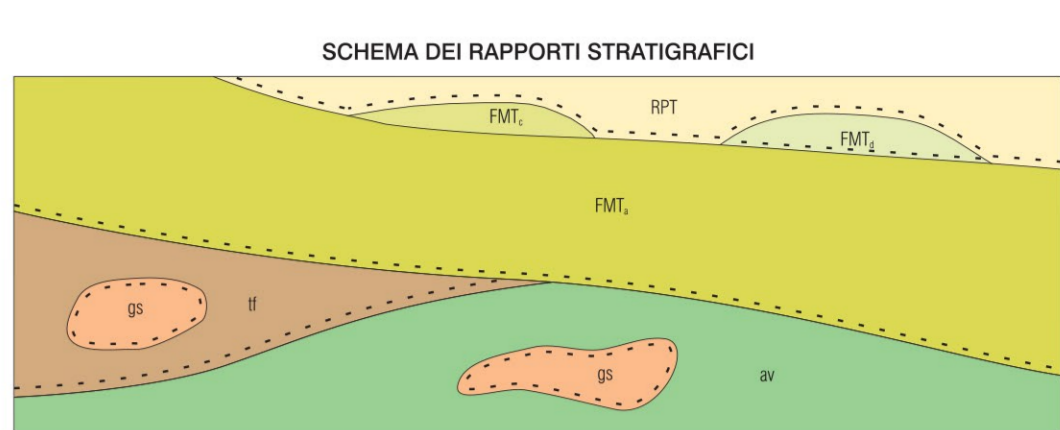 SCHEMA DEI RAPPORTI STRATIGRAFICI
RPT
FMTc
FMTd
FMTa
gs
tf
gs
av